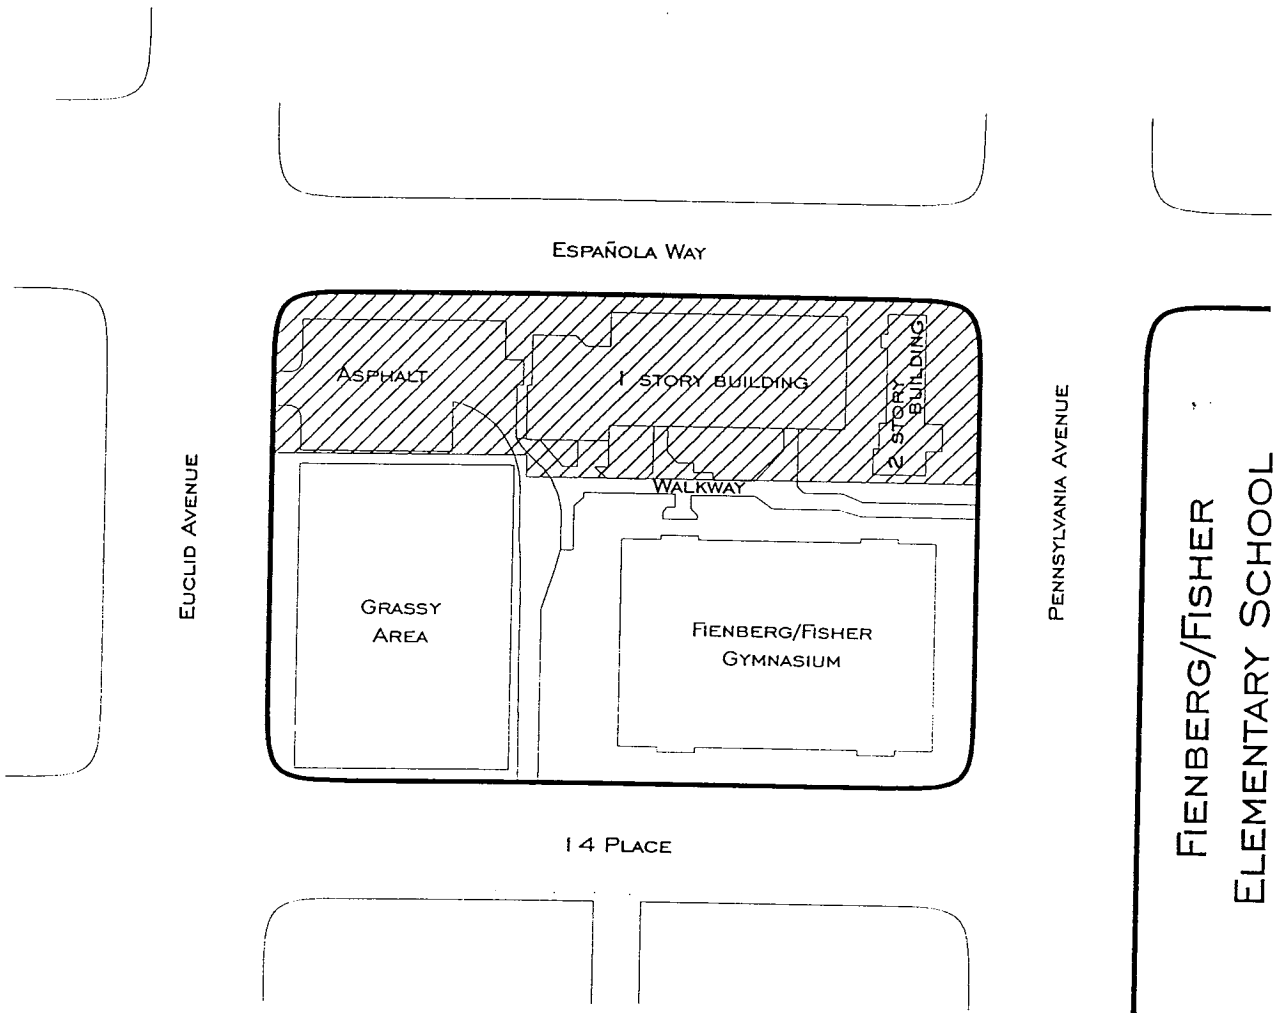 ESPAÑOLA WAY
ASPHALT
1 STORY BUILDING
2 STORY
BUILDING
WALKWAY
EUCLID AVENUE
PENNSYLVANIA AVENUE
GRASSY
AREA
FIENBERG/FISHER
GYMNASIUM
FIENBERG/FISHER
ELEMENTARY SCHOOL
14 PLACE